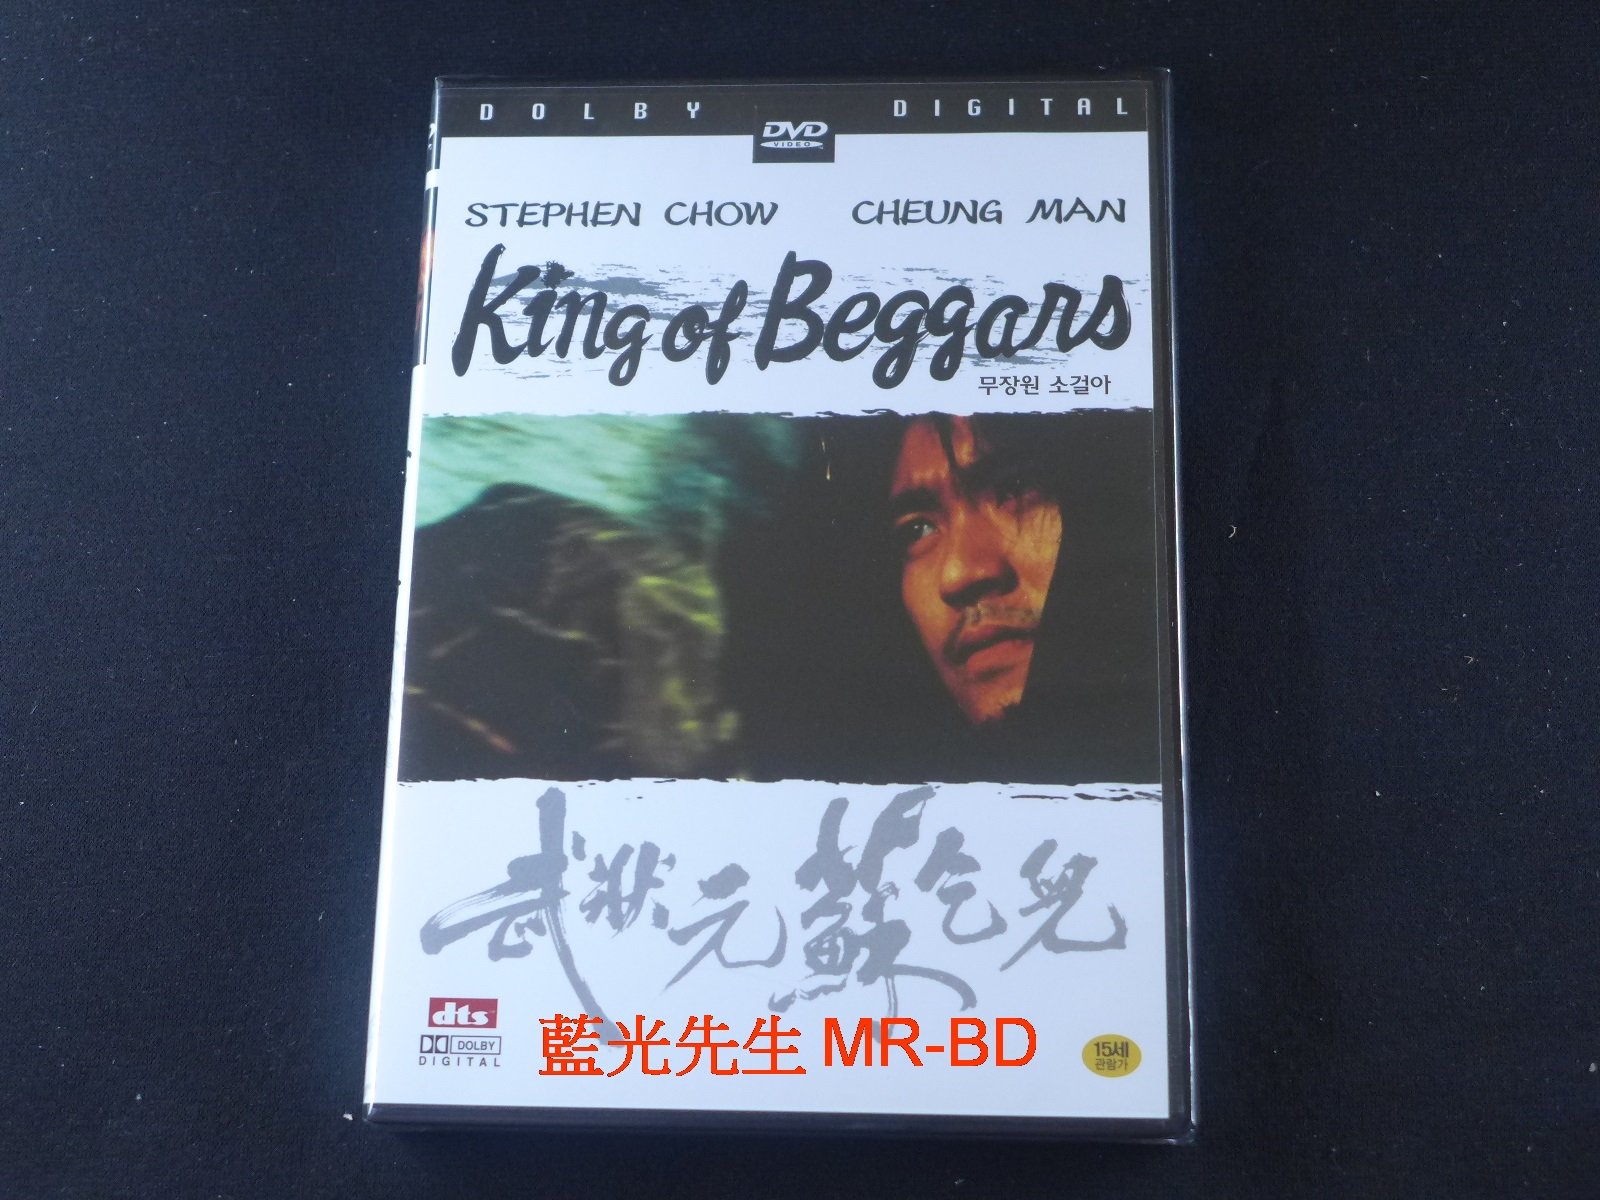 DOLBY DIGITAL
DVD
VIDEO
STEPHEN CHOW CHEUNG MAN
King of Beggars
무장원 소걸아
武狀元蘇乞兒
dts
DOLBY
DIGITAL
藍光先生 MR-BD
15세
관람가